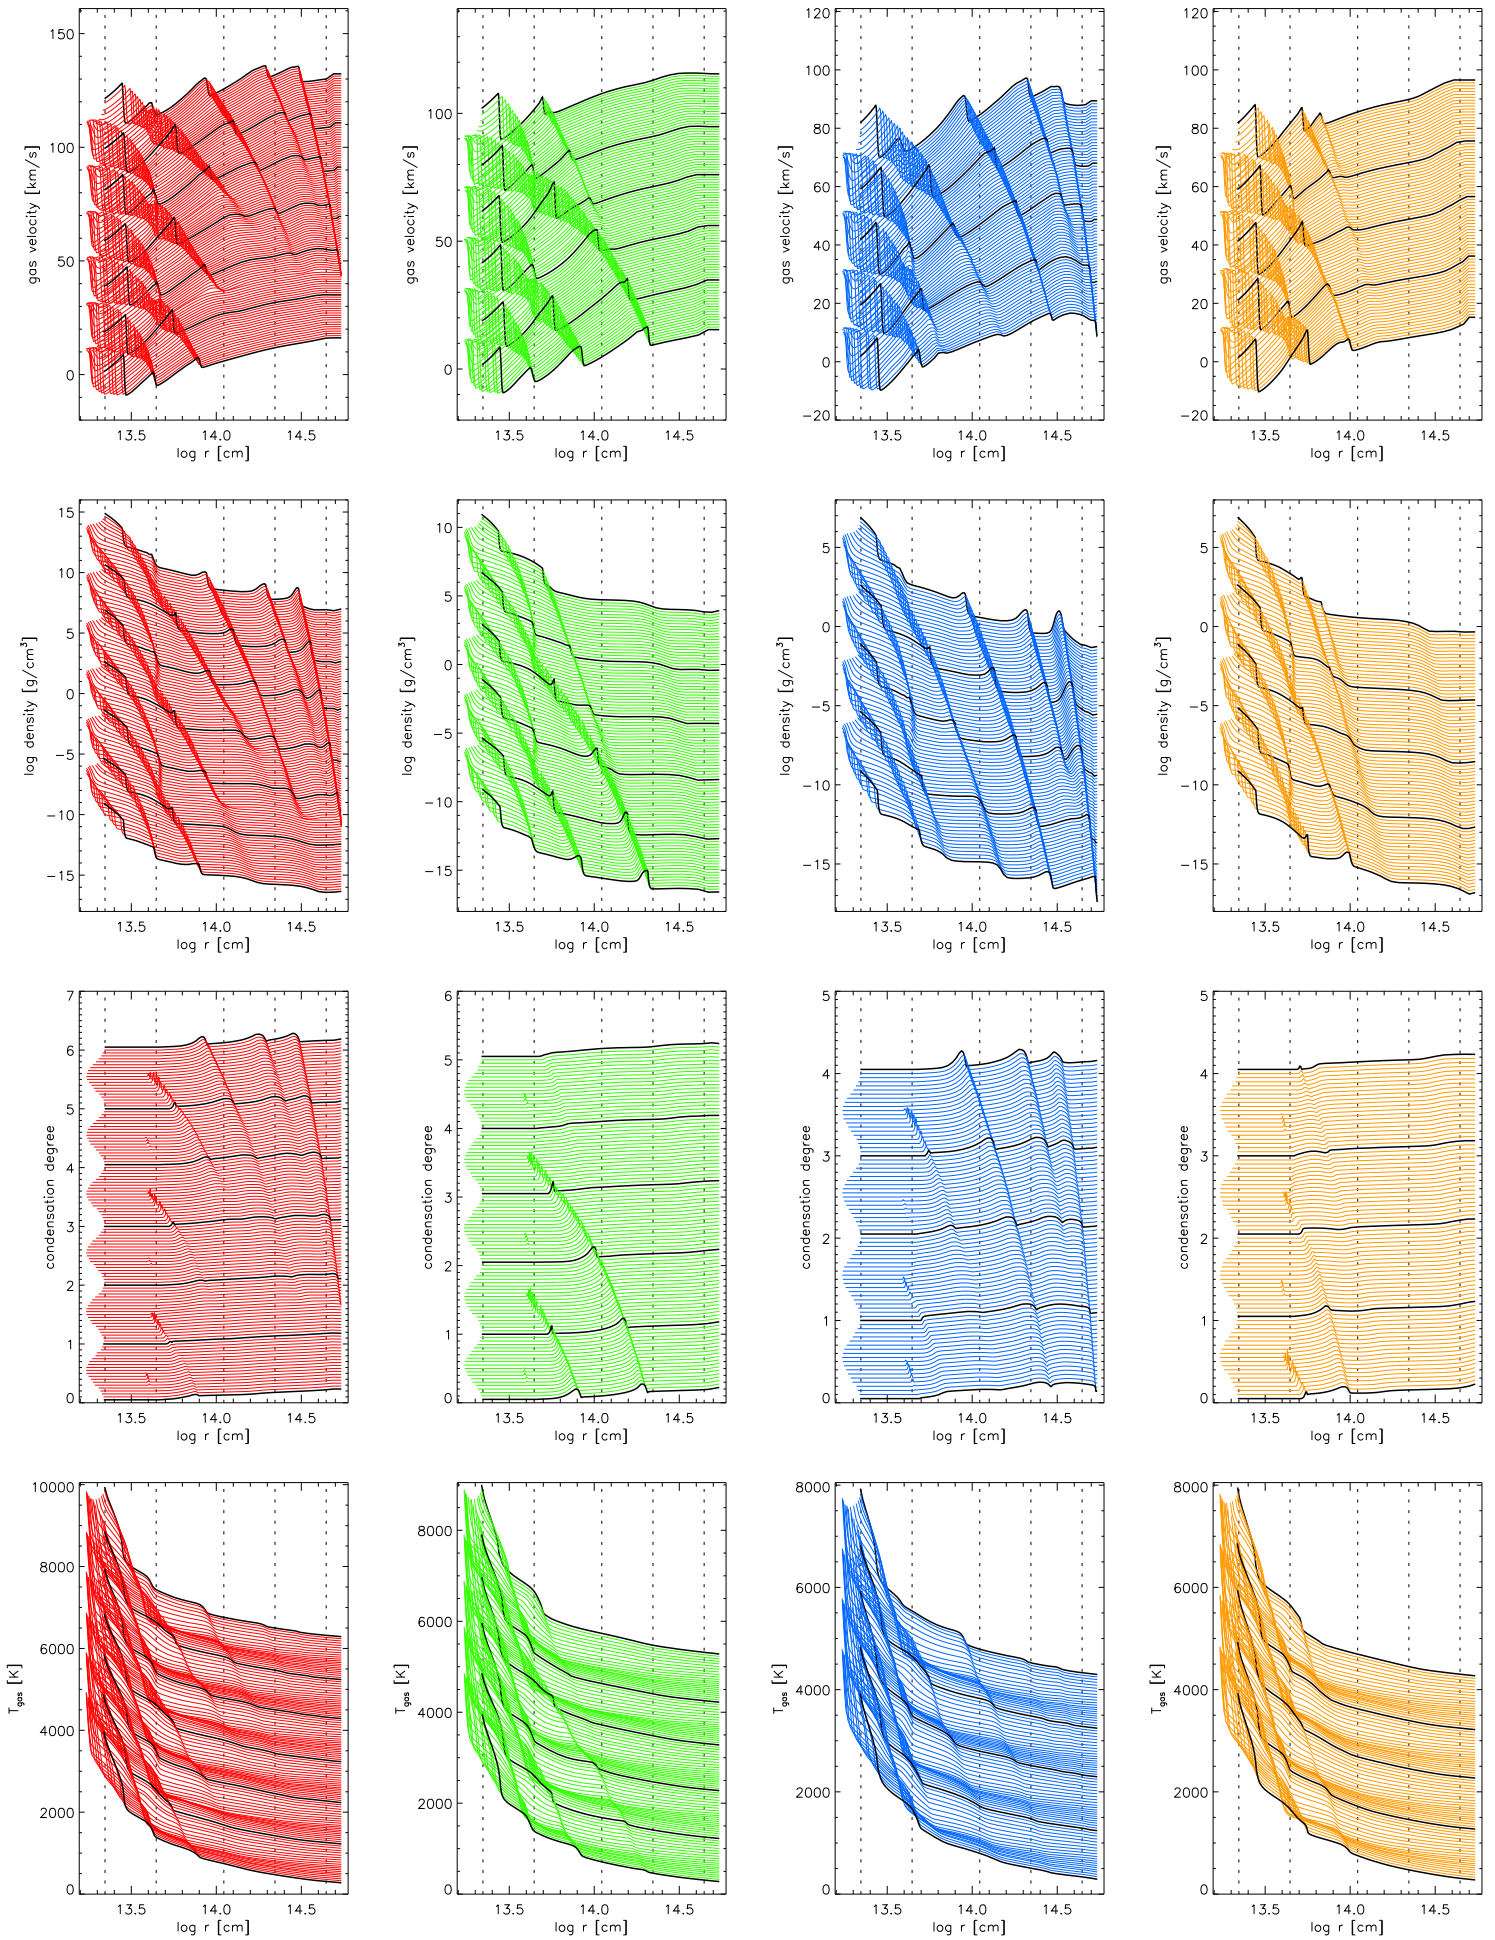 150
100
50
0
gas velocity [km/s]
13.5 14.0 14.5
log r [cm]
100
50
0
gas velocity [km/s]
13.5 14.0 14.5
log r [cm]
120
100
80
60
40
20
0
−20
gas velocity [km/s]
13.5 14.0 14.5
log r [cm]
120
100
80
60
40
20
0
−20
gas velocity [km/s]
13.5 14.0 14.5
log r [cm]
15
10
5
0
−5
−10
−15
log density [g/cm³]
13.5 14.0 14.5
log r [cm]
10
5
0
−5
−10
−15
log density [g/cm³]
13.5 14.0 14.5
log r [cm]
5
0
−5
−10
−15
log density [g/cm³]
13.5 14.0 14.5
log r [cm]
5
0
−5
−10
−15
log density [g/cm³]
13.5 14.0 14.5
log r [cm]
7
6
5
4
3
2
1
0
condensation degree
13.5 14.0 14.5
log r [cm]
6
5
4
3
2
1
0
condensation degree
13.5 14.0 14.5
log r [cm]
5
4
3
2
1
0
condensation degree
13.5 14.0 14.5
log r [cm]
5
4
3
2
1
0
condensation degree
13.5 14.0 14.5
log r [cm]
10000
8000
6000
4000
2000
0
Tgas [K]
13.5 14.0 14.5
log r [cm]
8000
6000
4000
2000
0
Tgas [K]
13.5 14.0 14.5
log r [cm]
8000
6000
4000
2000
0
Tgas [K]
13.5 14.0 14.5
log r [cm]
8000
6000
4000
2000
0
Tgas [K]
13.5 14.0 14.5
log r [cm]